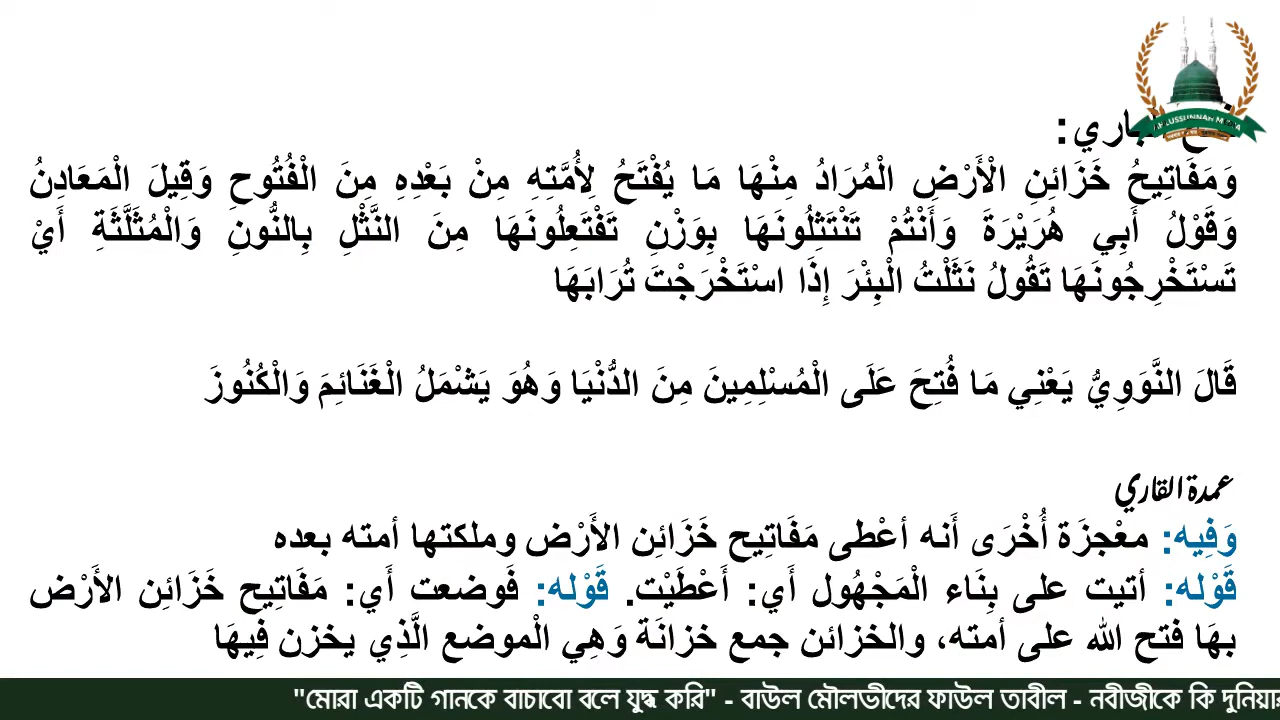 الباري:
وَمَفَاتِيحُ خَزَائِنِ الْأَرْضِ الْمُرَادُ مِنْهَا مَا يُفْتَحُ لِأُمَّتِهِ مِنْ بَعْدِهِ مِنَ الْفُتُوحِ وَقِيلَ الْمَعَادِنُ
وَقَوْلُ أَبِي هُرَيْرَةَ وَأَنْتُمْ تَنْتَثِلُونَهَا بِوَزْنِ تَفْتَعِلُونَهَا مِنَ النَّثْلِ بِالنُّونِ وَالْمُثَلَّثَةِ أَيْ
تَسْتَخْرِجُونَهَا تَقُولُ نَثَلْتُ الْبِئْرَ إِذَا اسْتَخْرَجْتَ تُرَابَهَا
قَالَ النَّوَوِيُّ يَعْنِي مَا فُتِحَ عَلَى الْمُسْلِمِينَ مِنَ الدُّنْيَا وَهُوَ يَشْمَلُ الْغَنَائِمَ وَالْكُنُوزَ
عمدة القاري
وَفِيه: معْجزَة أُخْرَى أَنه أعْطى مَفَاتِيح خَزَائِن الأَرْض وملكتها أمته بعده
قَوْله: أتيت على بِنَاء الْمَجْهُول أَي: أَعْطَيْت. قَوْله: فَوضعت أَي: مَفَاتِيح خَزَائِن الأَرْض
بهَا فتح الله على أمته، والخزائن جمع خزانَة وَهِي الْموضع الَّذِي يخزن فِيهَا
"মোরা একটি গানকে বাচাবো বলে যুদ্ধ করি" - বাউল মৌলভীদের ফাউল তাবীল - নবীজীকে কি দুনিয়ার